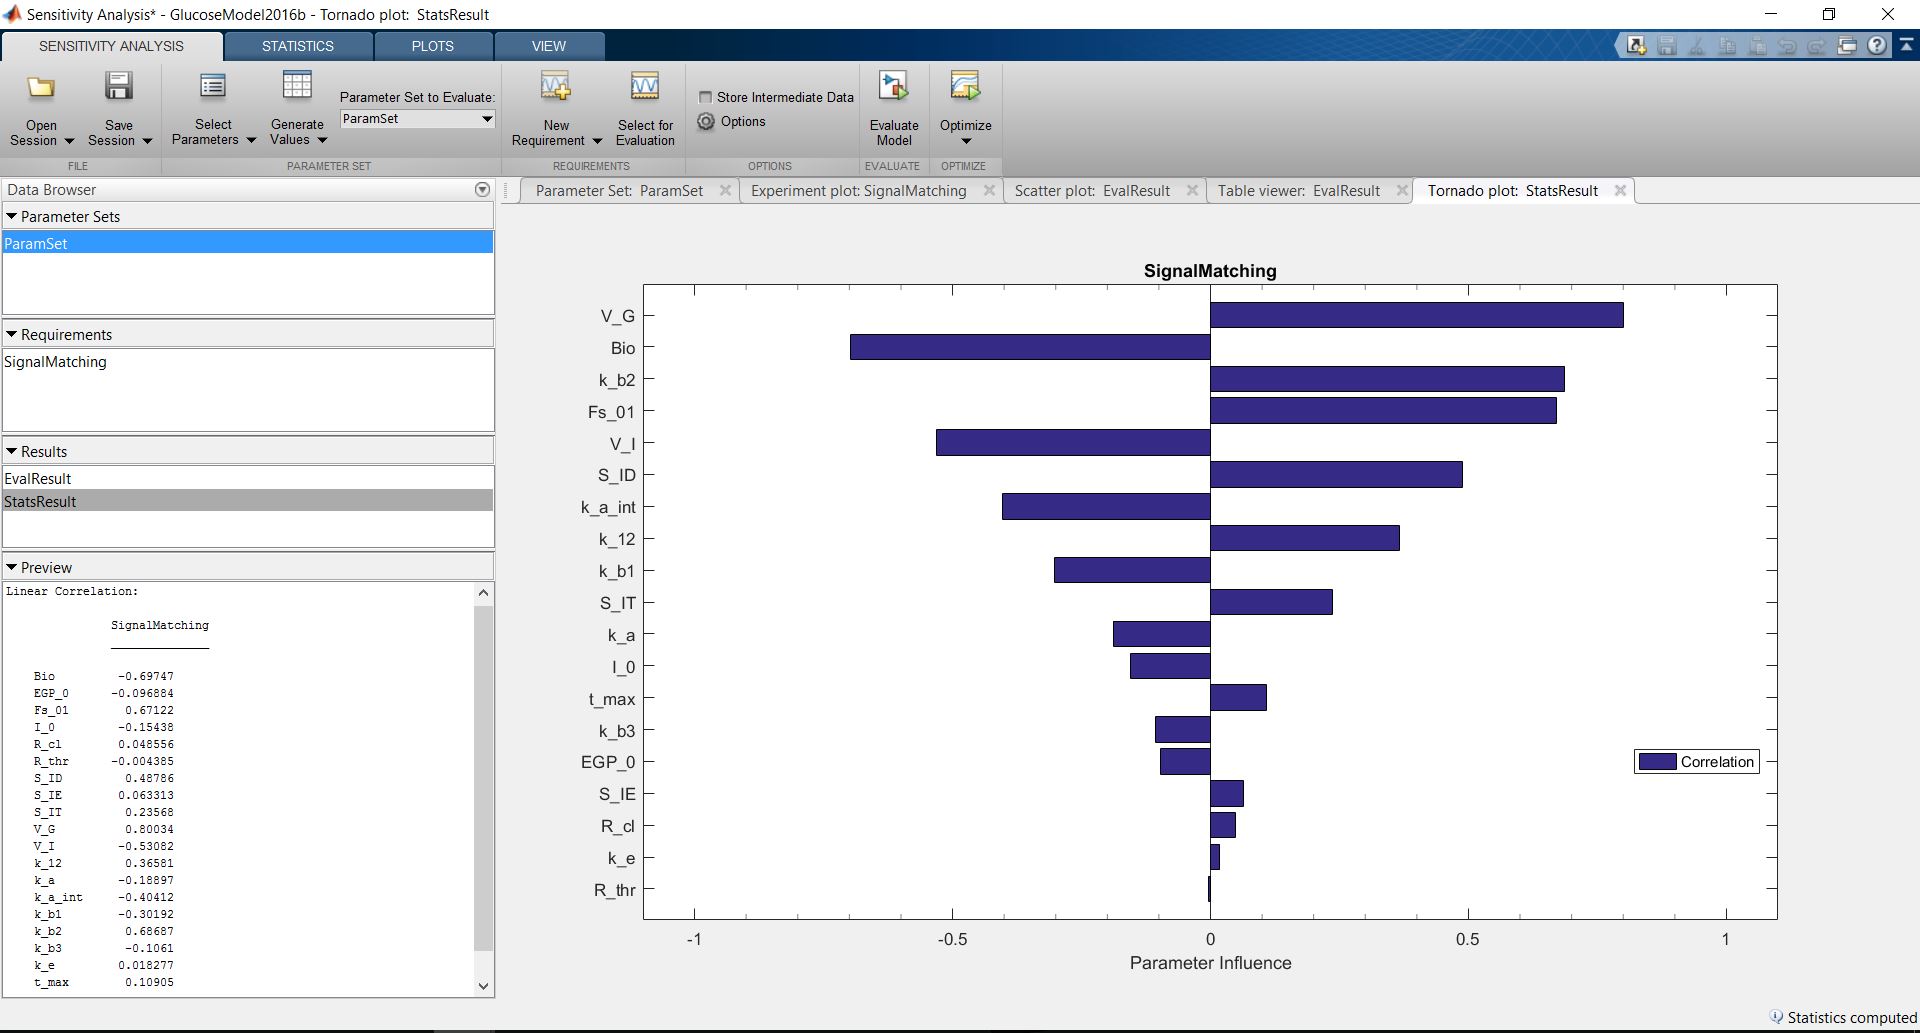 Sensitivity Analysis* - GlucoseModel2016b - Tornado plot: StatsResult
SENSITIVITY ANALYSIS
STATISTICS
PLOTS
VIEW
Open Session
Save Session
FILE
Select Parameters
Generate Values
Parameter Set to Evaluate:
ParamSet
PARAMETER SET
New Requirement
Select for Evaluation
REQUIREMENTS
Store Intermediate Data
Options
OPTIONS
Evaluate Model
EVALUATE
Optimize
OPTIMIZE
Data Browser
Parameter Sets
ParamSet
Requirements
SignalMatching
Results
EvalResult
StatsResult
Preview
Linear Correlation:
SignalMatching
Bio -0.69747
EGP_0 -0.096884
Fs_01 0.67122
I_0 -0.15438
R_cl 0.048556
R_thr -0.004385
S_ID 0.48786
S_IE 0.063313
S_IT 0.23568
V_G 0.80034
V_I -0.53082
k_12 0.36581
k_a -0.18897
k_a_int -0.40412
k_b1 -0.30192
k_b2 0.68687
k_b3 -0.1061
k_e 0.018277
t_max 0.10905
Parameter Set: ParamSet
Experiment plot: SignalMatching
Scatter plot: EvalResult
Table viewer: EvalResult
Tornado plot: StatsResult
SignalMatching
V_G
Bio
k_b2
Fs_01
V_I
S_ID
k_a_int
k_12
k_b1
S_IT
k_a
I_0
t_max
k_b3
EGP_0
S_IE
R_cl
k_e
R_thr
Correlation
-1 -0.5 0 0.5 1
Parameter Influence
Statistics computed